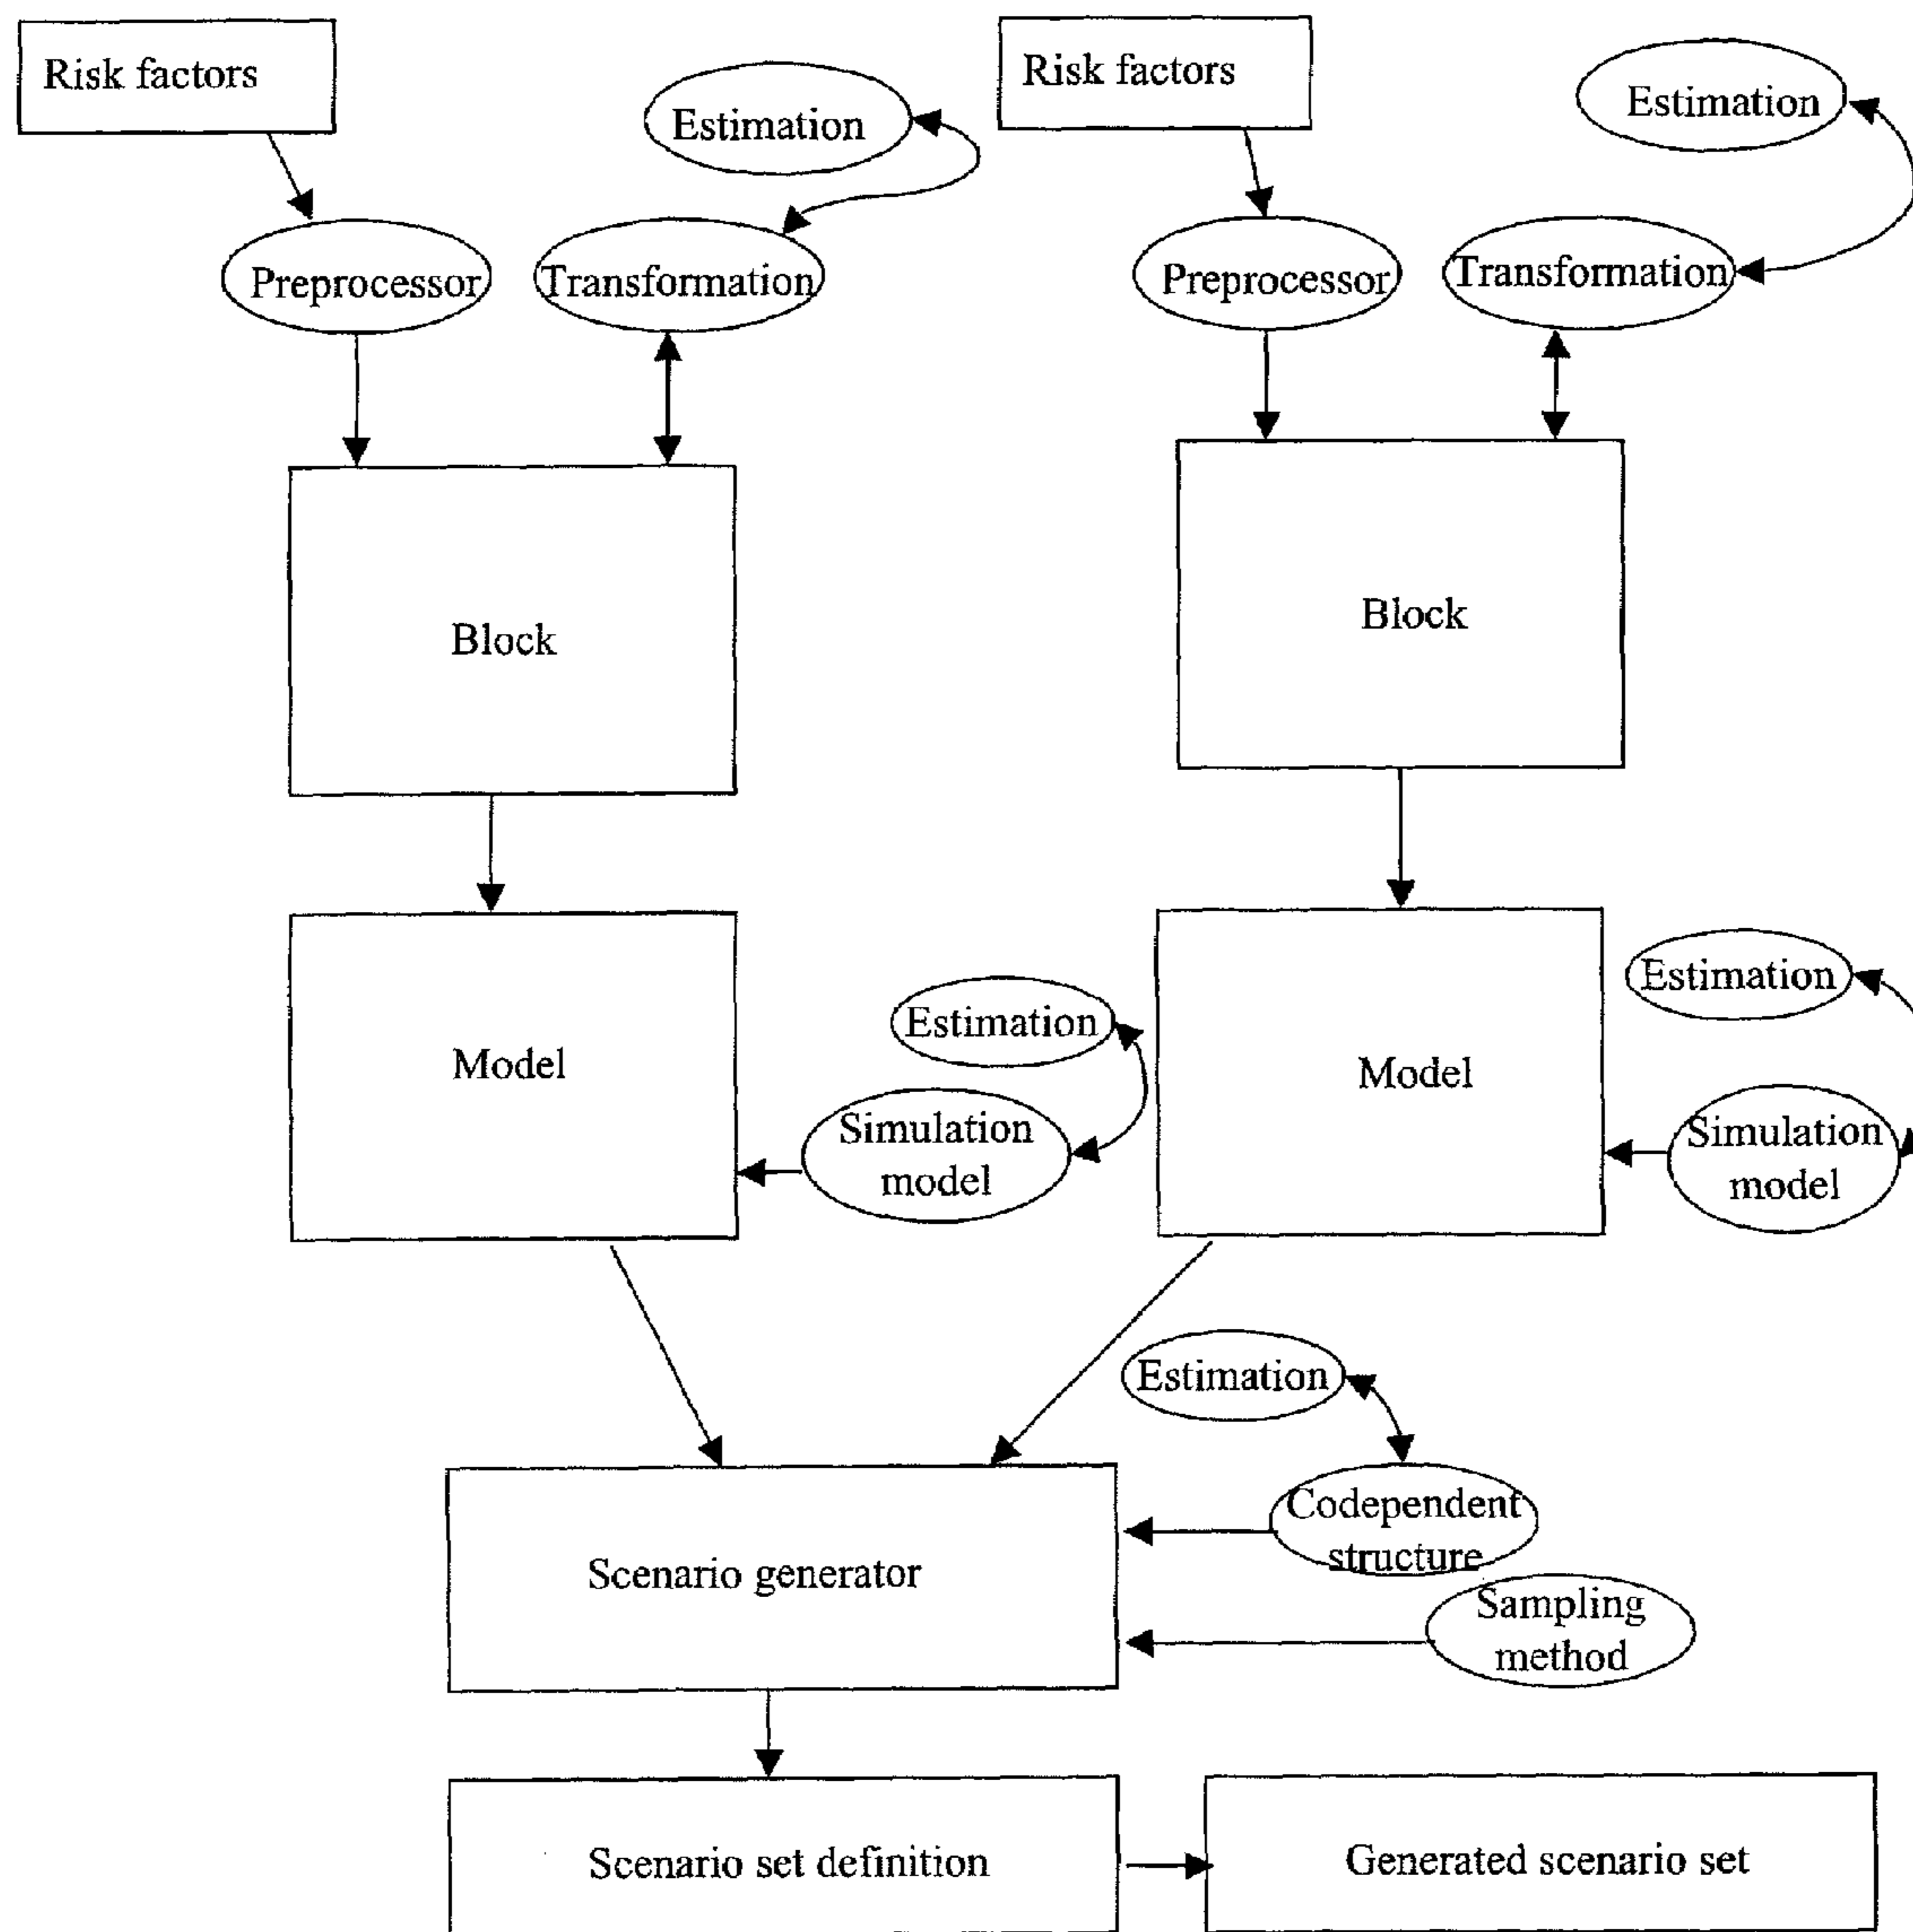 Risk factors
Risk factors
Estimation
Estimation
Preprocessor
Transformation
Preprocessor
Transformation
Block
Block
Model
Model
Estimation
Estimation
Simulation
model
Simulation
model
Estimation
Codependent
structure
Scenario generator
Sampling
method
Scenario set definition
Generated scenario set